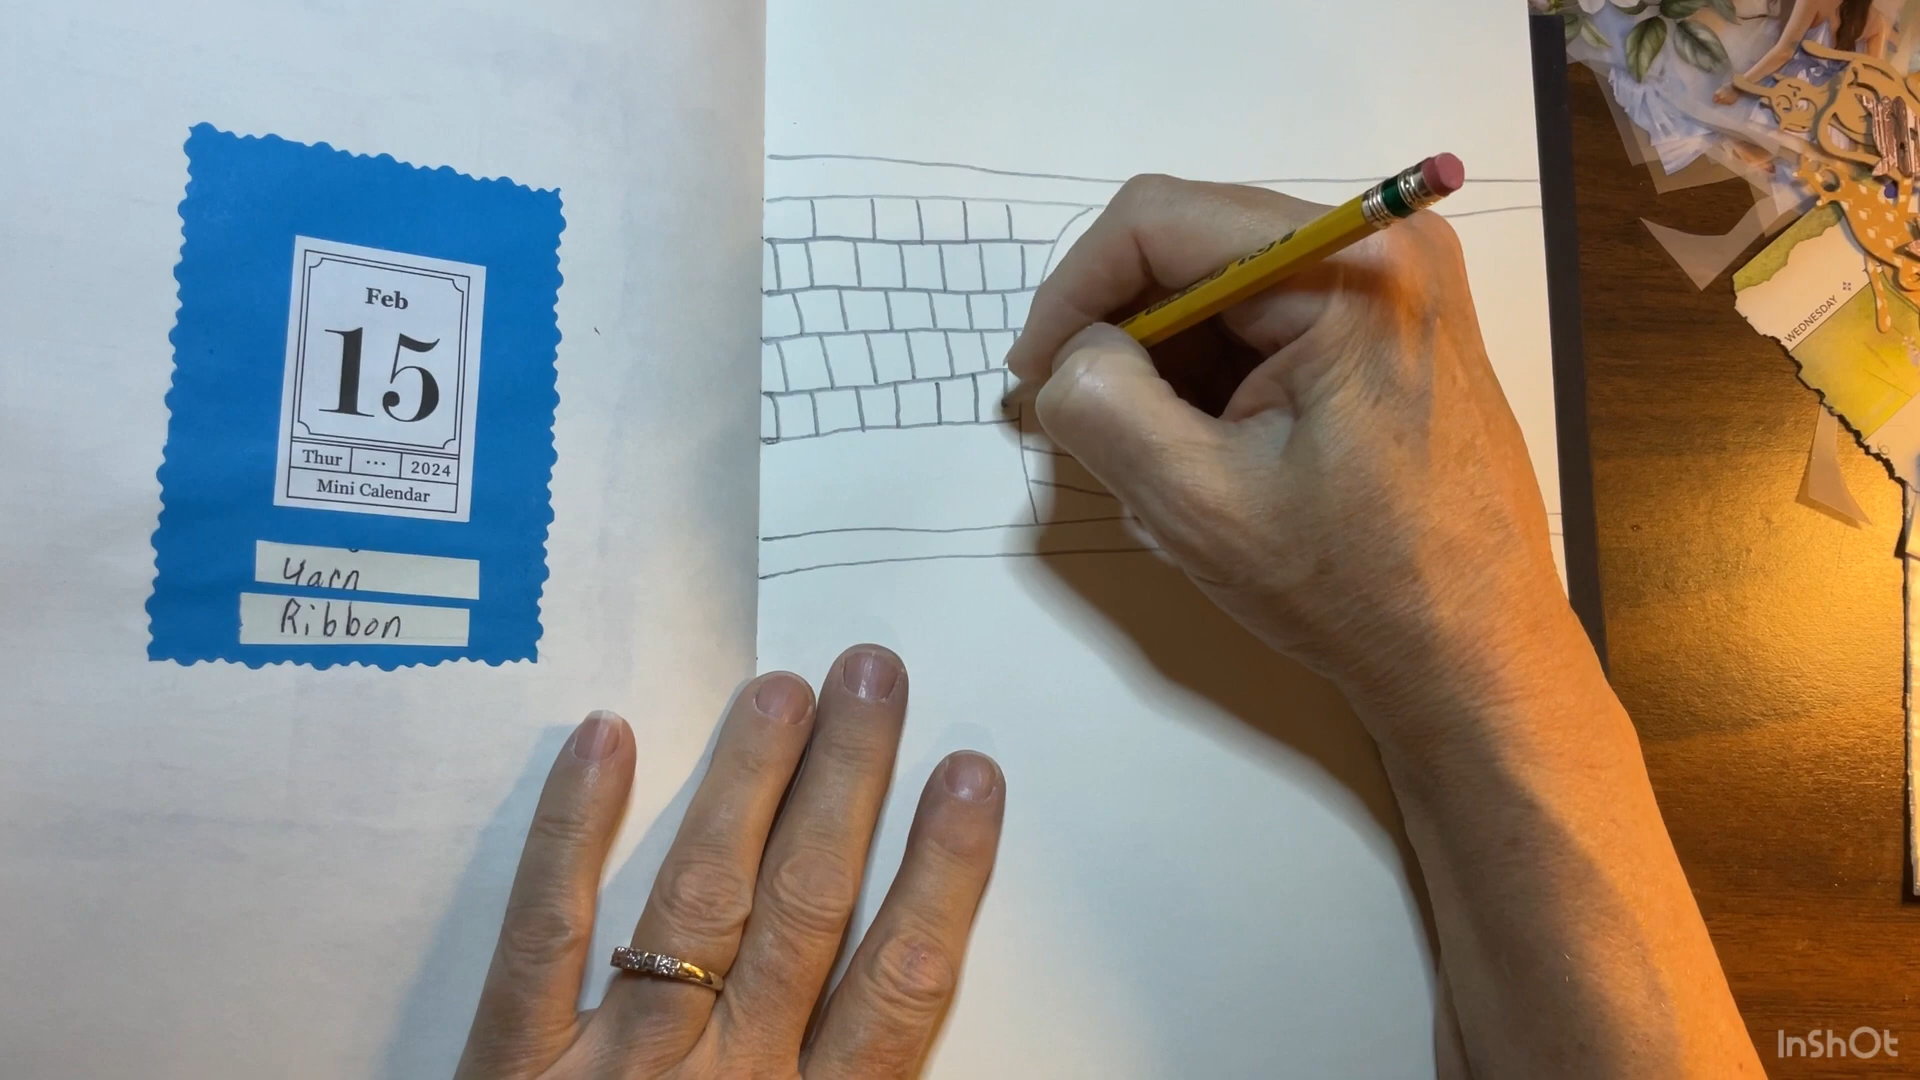 Feb
15
Thur ... 2024
Mini Calendar
Yarn
Ribbon
WEDNESDAY
InShOt